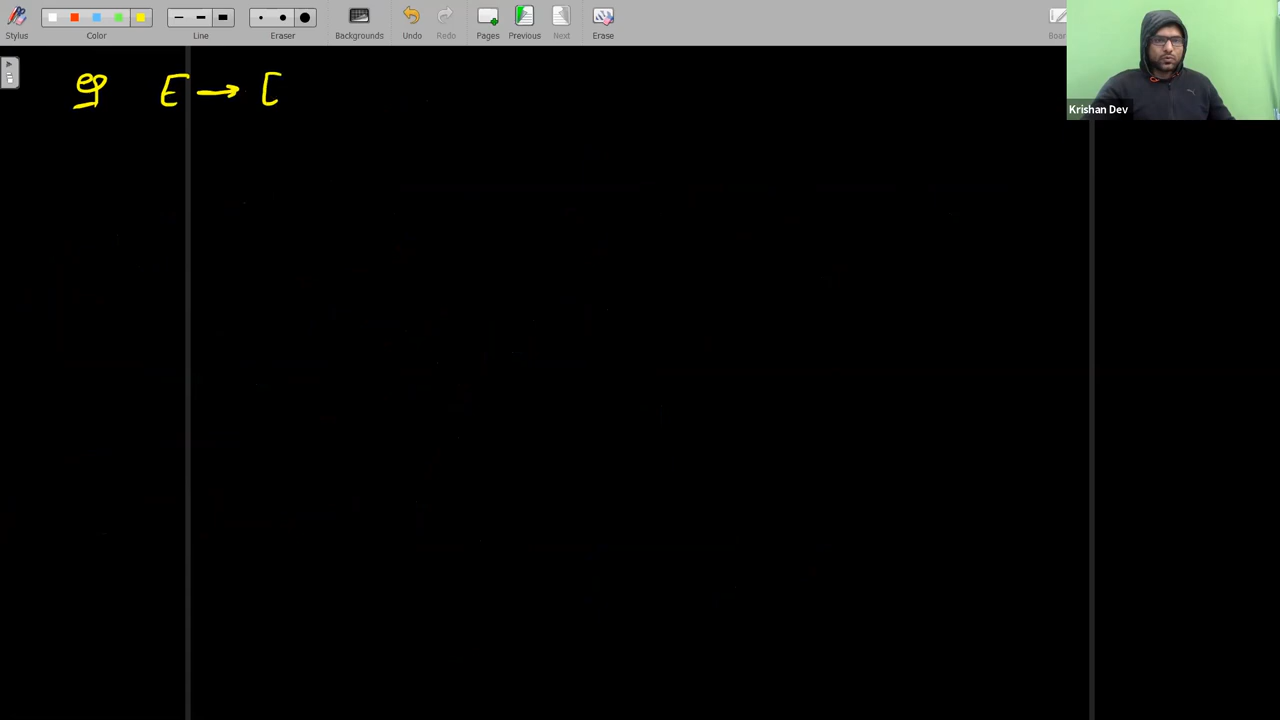 Stylus
Color
Line
Eraser
Backgrounds
Undo
Redo
Pages
Previous
Next
Erase
Krishan Dev
eg E → [